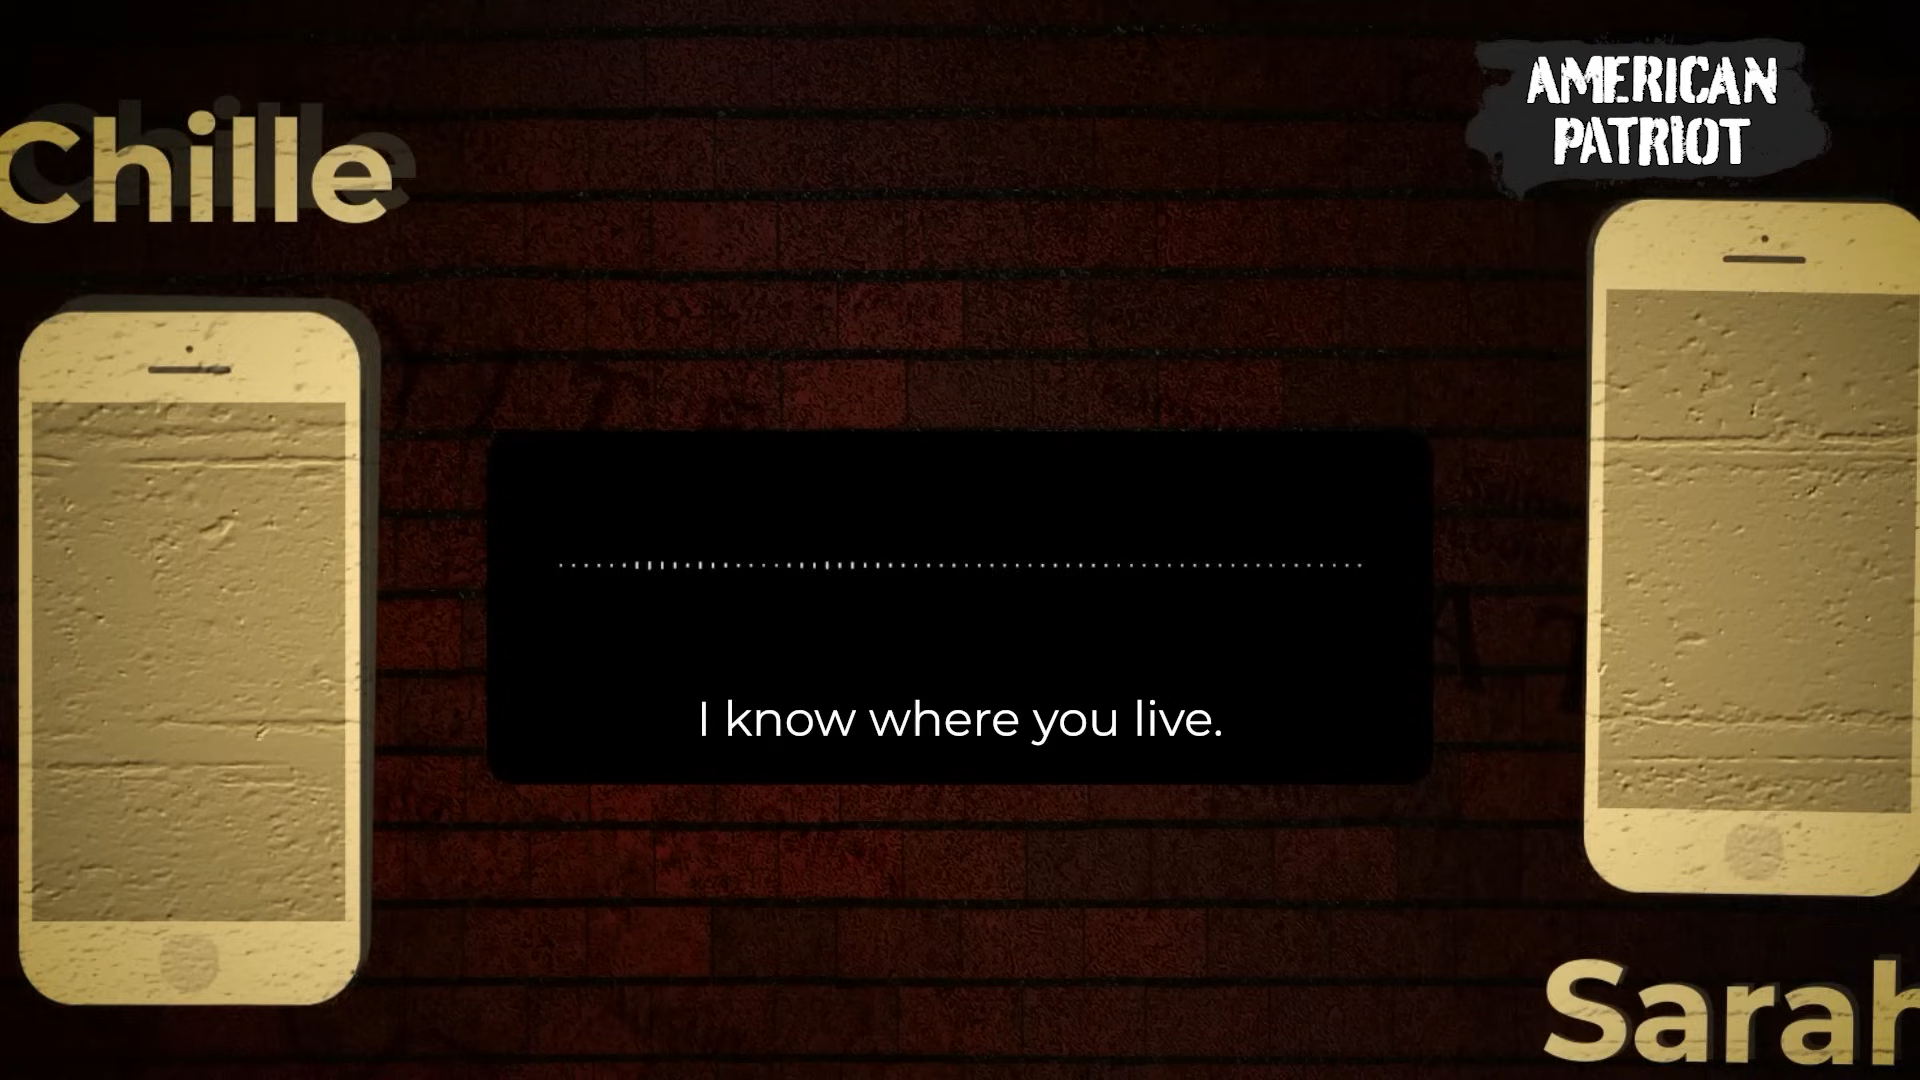 Chille
AMERICAN
PATRIOT
I know where you live.
Sarah